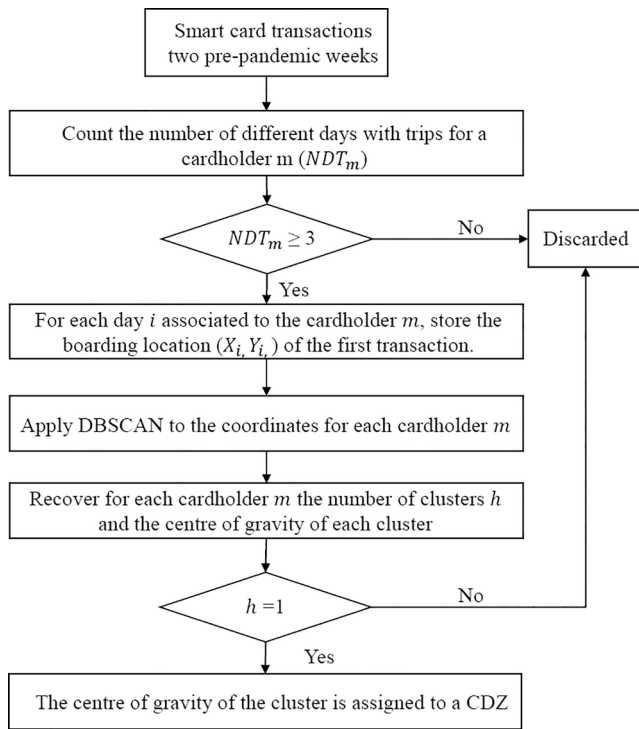 Smart card transactions
two pre-pandemic weeks
Count the number of different days with trips for a
cardholder m (NDTₘ)
NDTₘ ≥ 3
No
Discarded
Yes
For each day i associated to the cardholder m, store the
boarding location (Xᵢ, Yᵢ, ) of the first transaction.
Apply DBSCAN to the coordinates for each cardholder m
Recover for each cardholder m the number of clusters h
and the centre of gravity of each cluster
h =1
No
Yes
The centre of gravity of the cluster is assigned to a CDZ